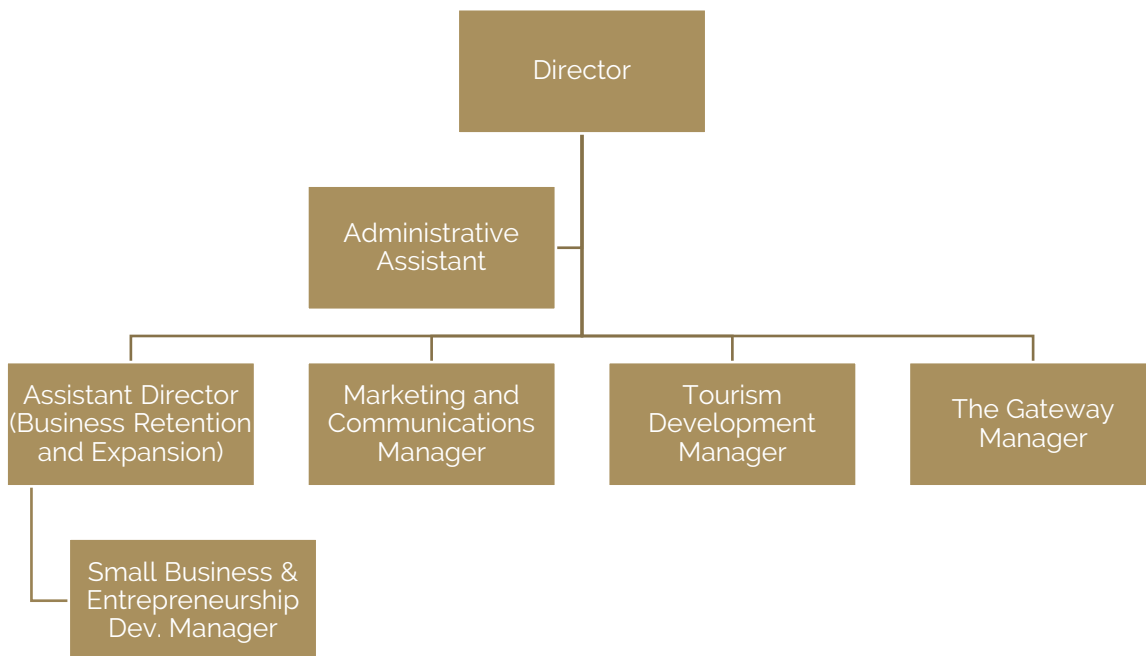 Director
Administrative
Assistant
Assistant Director
(Business Retention
and Expansion)
Marketing and
Communications
Manager
Tourism
Development
Manager
The Gateway
Manager
Small Business &
Entrepreneurship
Dev. Manager